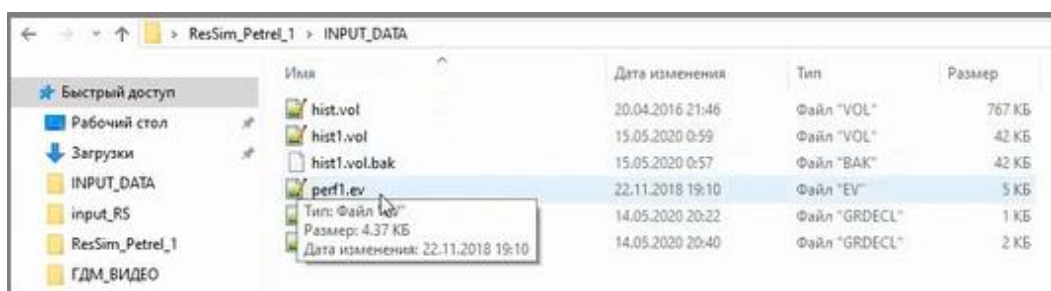 ResSim_Petrel_1 > INPUT_DATA
Имя Дата изменения Тип Размер
Быстрый доступ
Рабочий стол
Загрузки
INPUT_DATA
input_RS
ResSim_Petrel_1
ГДМ_ВИДЕО
hist.vol 20.04.2016 21:46 Файл "VOL" 767 КБ
hist1.vol 15.05.2020 0:59 Файл "VOL" 42 КБ
hist1.vol.bak 15.05.2020 0:57 Файл "BAK" 42 КБ
perf1.ev 22.11.2018 19:10 Файл "EV" 5 КБ
14.05.2020 20:22 Файл "GRDECL" 1 КБ
14.05.2020 20:40 Файл "GRDECL" 2 КБ
Тип: Файл "EV"
Размер: 4.37 КБ
Дата изменения: 22.11.2018 19:10